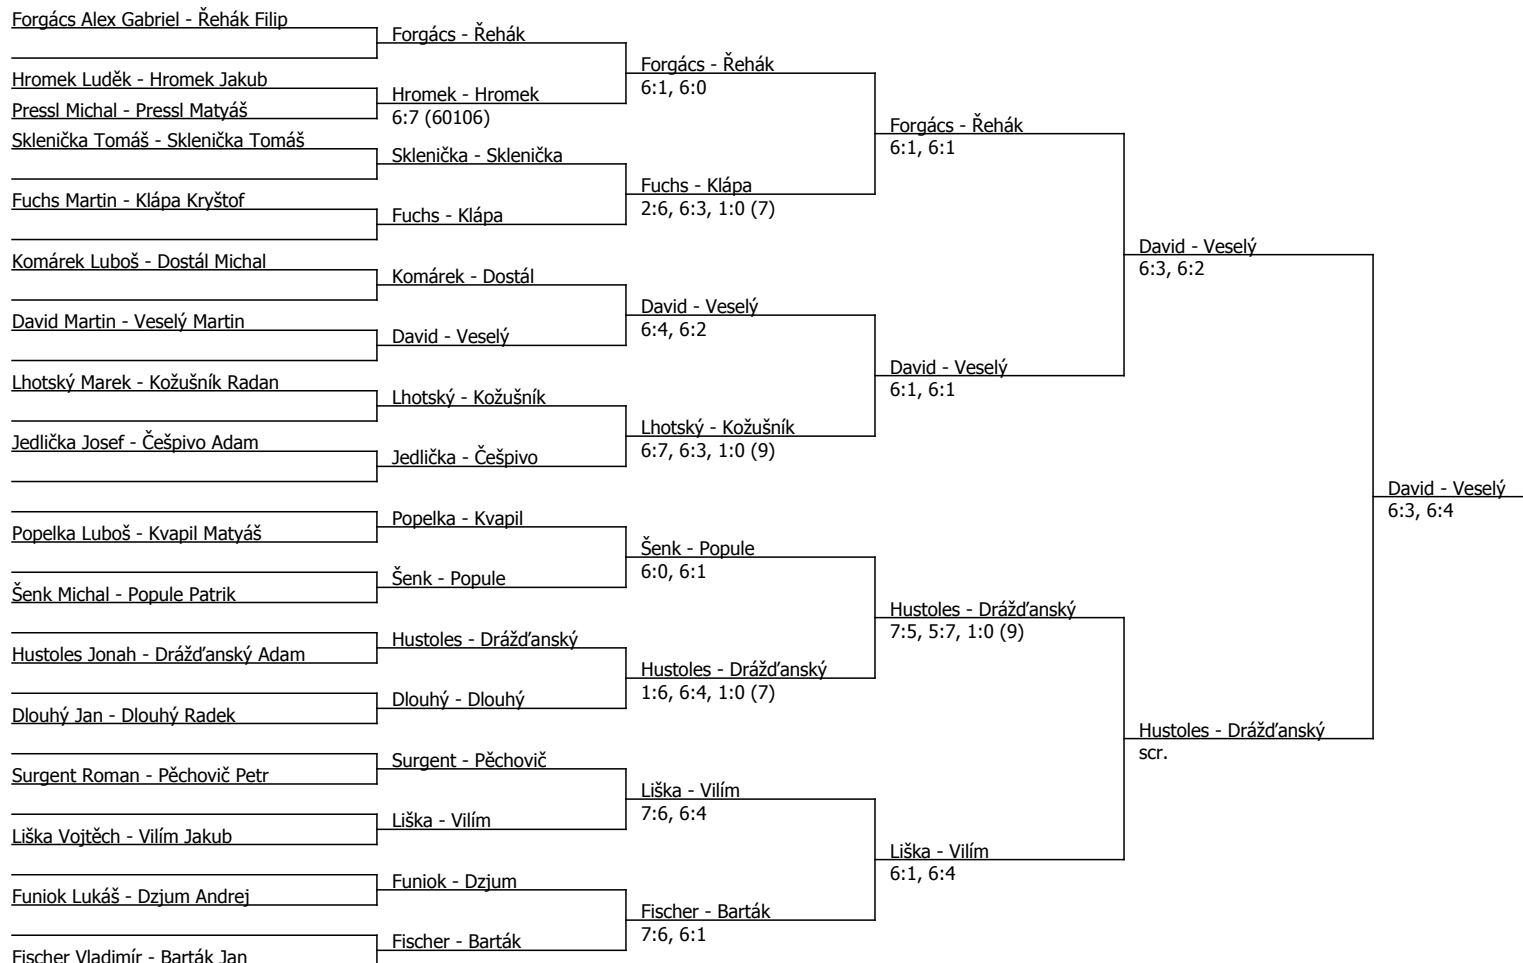 Forgács Alex Gabriel - Řehák Filip
Hromek Luděk - Hromek Jakub
Pressl Michal - Pressl Matyáš
Sklenička Tomáš - Sklenička Tomáš
Fuchs Martin - Klápa Kryštof
Komárek Luboš - Dostál Michal
David Martin - Veselý Martin
Lhotský Marek - Kožušník Radan
Jedlička Josef - Češpivo Adam
Popelka Luboš - Kvapil Matyáš
Šenk Michal - Popule Patrik
Hustoles Jonah - Drážďanský Adam
Dlouhý Jan - Dlouhý Radek
Surgent Roman - Pěchovič Petr
Liška Vojtěch - Vilím Jakub
Funiok Lukáš - Dzjum Andrej
Fischer Vladimír - Barták Jan
Forgács - Řehák
Hromek - Hromek
6:7 (60106)
Sklenička - Sklenička
Fuchs - Klápa
Komárek - Dostál
David - Veselý
Lhotský - Kožušník
Jedlička - Češpivo
Popelka - Kvapil
Šenk - Popule
Hustoles - Drážďanský
Dlouhý - Dlouhý
Surgent - Pěchovič
Liška - Vilím
Funiok - Dzjum
Fischer - Barták
Forgács - Řehák
6:1, 6:0
Fuchs - Klápa
2:6, 6:3, 1:0 (7)
David - Veselý
6:4, 6:2
Lhotský - Kožušník
6:7, 6:3, 1:0 (9)
Šenk - Popule
6:0, 6:1
Hustoles - Drážďanský
1:6, 6:4, 1:0 (7)
Liška - Vilím
7:6, 6:4
Fischer - Barták
7:6, 6:1
Forgács - Řehák
6:1, 6:1
David - Veselý
6:1, 6:1
Hustoles - Drážďanský
7:5, 5:7, 1:0 (9)
Liška - Vilím
6:1, 6:4
David - Veselý
6:3, 6:2
Hustoles - Drážďanský
scr.
David - Veselý
6:3, 6:4